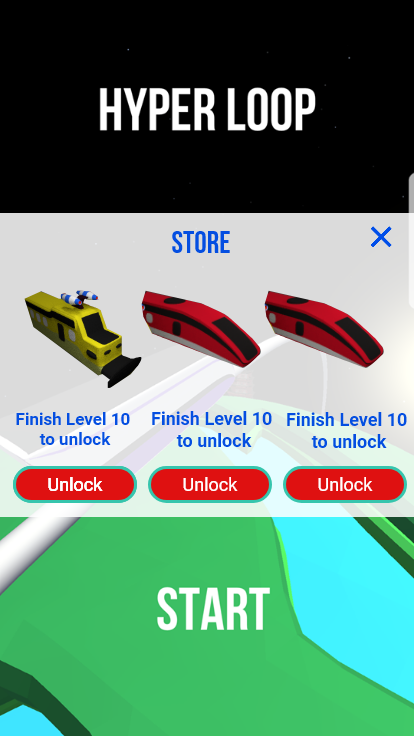 HYPER LOOP
STORE
Finish Level 10
to unlock
Finish Level 10
to unlock
Finish Level 10
to unlock
Unlock
Unlock
Unlock
START